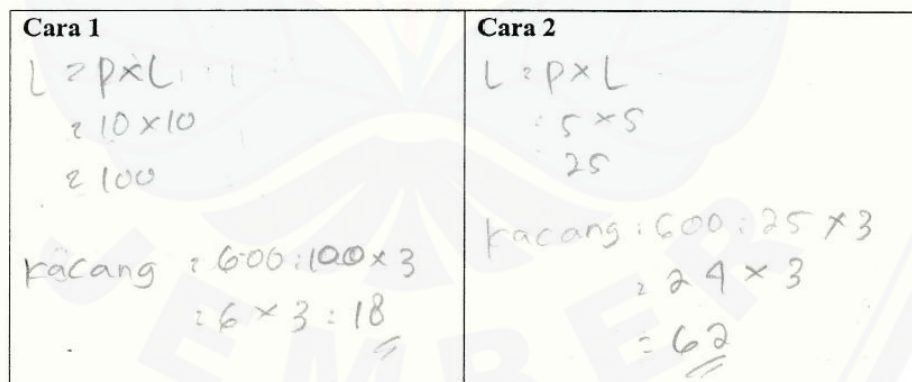 Cara 1
L = P x L
= 10 x 10
= 100
kacang = 600 : 100 x 3
= 6 x 3 = 18
Cara 2
L = P x L
= 5 x 5
25
kacang : 600 : 25 x 3
= 24 x 3
= 62
JEMBER